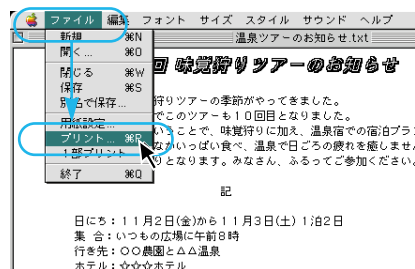 ファイル 編集 フォント サイズ スタイル サウンド ヘルプ
温泉ツアーのお知らせ.txt
新規 ⌘N
開く... ⌘O
閉じる ⌘W
保存 ⌘S
別名で保存...
用紙設定...
プリント... ⌘P
1部プリント
終了 ⌘Q
回 味覚狩りツアーのお知らせ
狩りツアーの季節がやってきました。
でこのツアーも10回目となりました。
いうことで、味覚狩りに加え、温泉宿での宿泊プラ
なかいっぱい食べ、温泉で日ごろの疲れを癒しません
りとなります。みなさん、ふるってご参加ください。
記
日にち:11月2日(金)から11月3日(土)1泊2日
集 合:いつもの広場に午前8時
行き先:○○農園と△△温泉
ホテル:☆☆☆ホテル